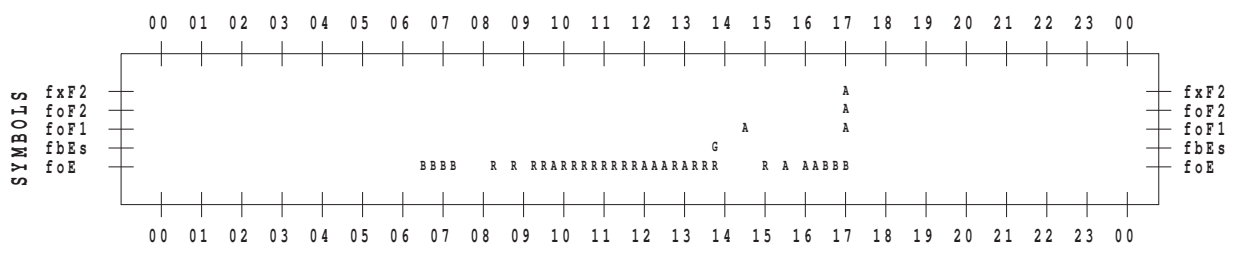 00 01 02 03 04 05 06 07 08 09 10 11 12 13 14 15 16 17 18 19 20 21 22 23 00
SYMBOLS
fxF2 A fxF2
foF2 A foF2
foF1 A A foF1
fbEs G fbEs
foE BBBB R R RRARRRRRRRRAAARARRR R A AABBB foE
00 01 02 03 04 05 06 07 08 09 10 11 12 13 14 15 16 17 18 19 20 21 22 23 00